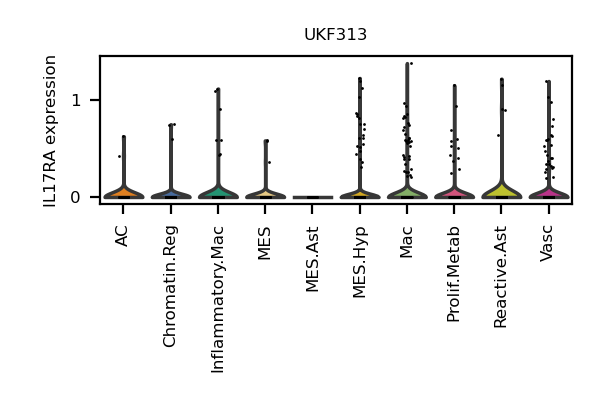 UKF313
IL17RA expression
1
0
AC
Chromatin.Reg
Inflammatory.Mac
MES
MES.Ast
MES.Hyp
Mac
Prolif.Metab
Reactive.Ast
Vasc